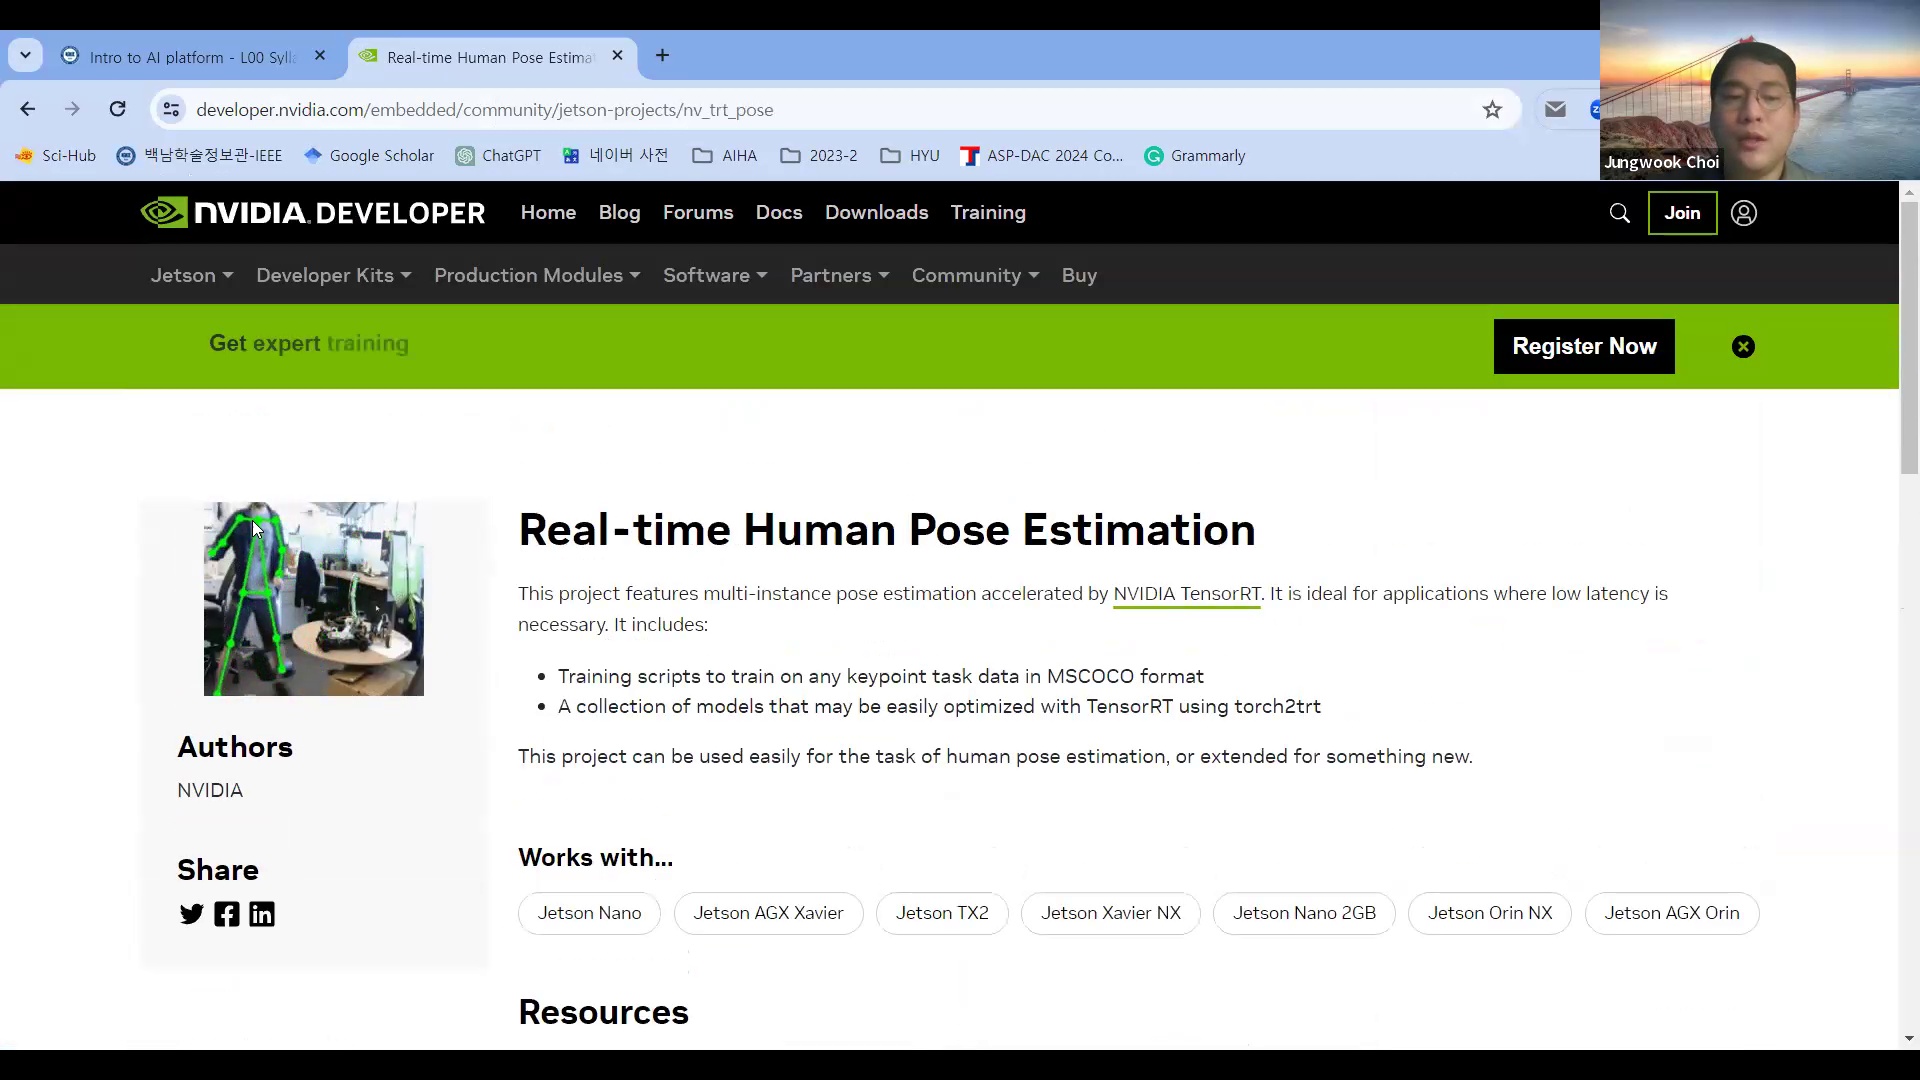 Intro to AI platform - L00 Sylla
Real-time Human Pose Estima
developer.nvidia.com/embedded/community/jetson-projects/nv_trt_pose
Sci-Hub
백남학술정보관-IEEE
Google Scholar
ChatGPT
네이버 사전
AIHA
2023-2
HYU
ASP-DAC 2024 Co...
Grammarly
Jungwook Choi
NVIDIA. DEVELOPER
Home
Blog
Forums
Docs
Downloads
Training
Join
Jetson
Developer Kits
Production Modules
Software
Partners
Community
Buy
Get expert training
Register Now
Real-time Human Pose Estimation
This project features multi-instance pose estimation accelerated by NVIDIA TensorRT. It is ideal for applications where low latency is
necessary. It includes:
Training scripts to train on any keypoint task data in MSCOCO format
A collection of models that may be easily optimized with TensorRT using torch2trt
This project can be used easily for the task of human pose estimation, or extended for something new.
Authors
NVIDIA
Share
Works with...
Jetson Nano
Jetson AGX Xavier
Jetson TX2
Jetson Xavier NX
Jetson Nano 2GB
Jetson Orin NX
Jetson AGX Orin
Resources